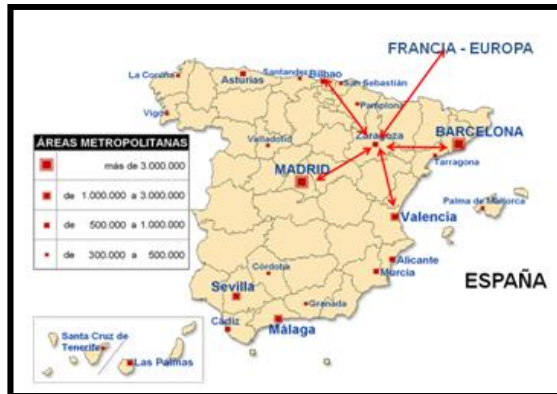 FRANCIA - EUROPA
La Coruña
Asturias
Santander
Bilbao
San Sebastián
Vigo
Pamplona
ÁREAS METROPOLITANAS
más de 3.000.000
de 1.000.000 a 3.000.000
de 500.000 a 1.000.000
de 300.000 a 500.000
Valladolid
Zaragoza
BARCELONA
Tarragona
MADRID
Palma de Mallorca
Valencia
Alicante
Murcia
ESPAÑA
Córdoba
Sevilla
Granada
Cádiz
Málaga
Santa Cruz de
Tenerife
Las Palmas